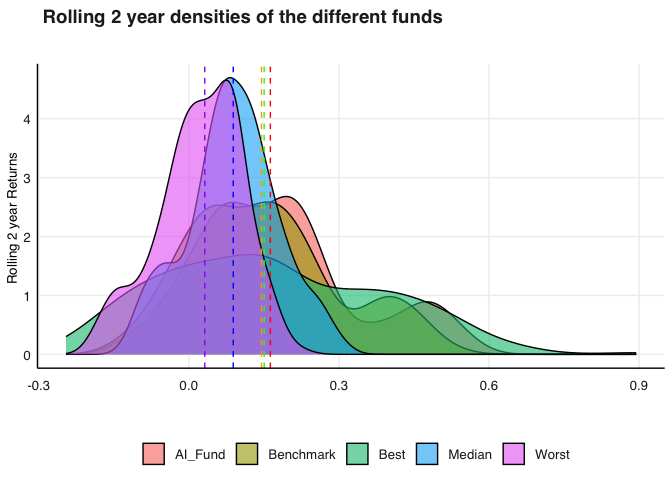 Rolling 2 year densities of the different funds
Rolling 2 year Returns
4
3
2
1
0
-0.3 0.0 0.3 0.6 0.9
AI_Fund Benchmark Best Median Worst